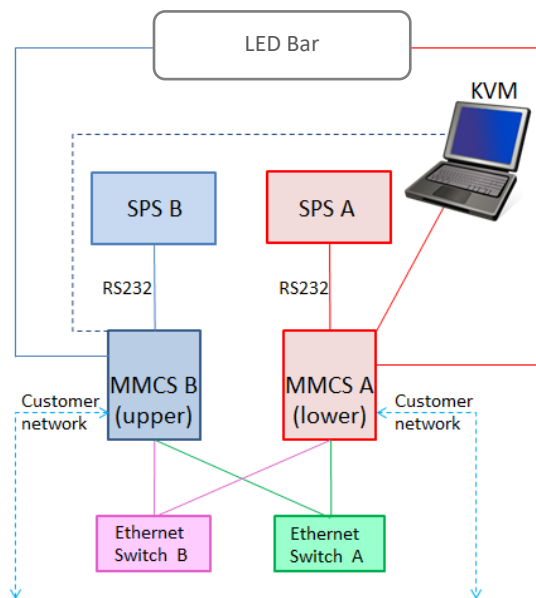 LED Bar
KVM
SPS B
SPS A
RS232
RS232
MMCS B
(upper)
MMCS A
(lower)
Customer
network
Customer
network
Ethernet
Switch B
Ethernet
Switch A